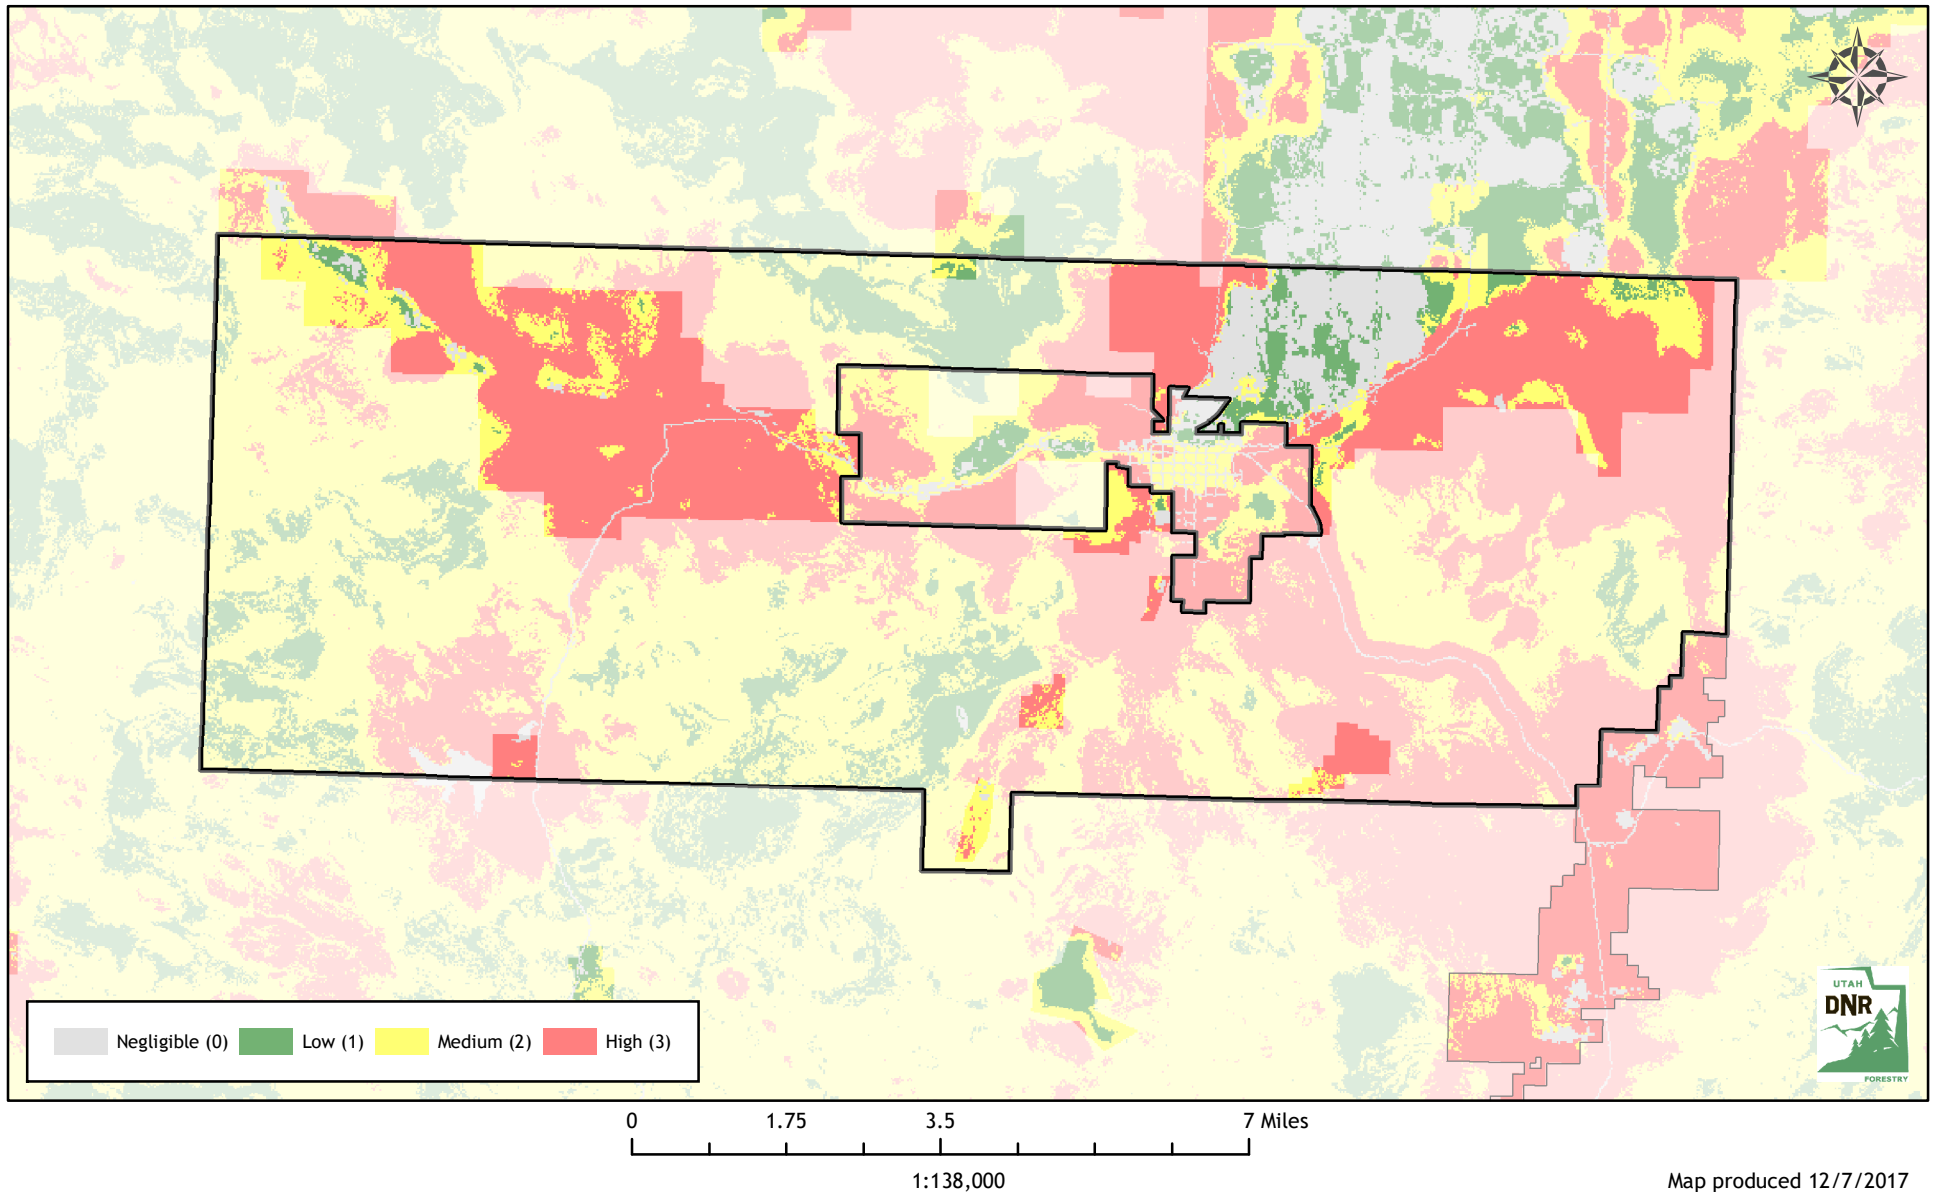 UTAH
DNR
FORESTRY
Negligible (0) Low (1) Medium (2) High (3)
0 1.75 3.5 7 Miles
1:138,000
Map produced 12/7/2017